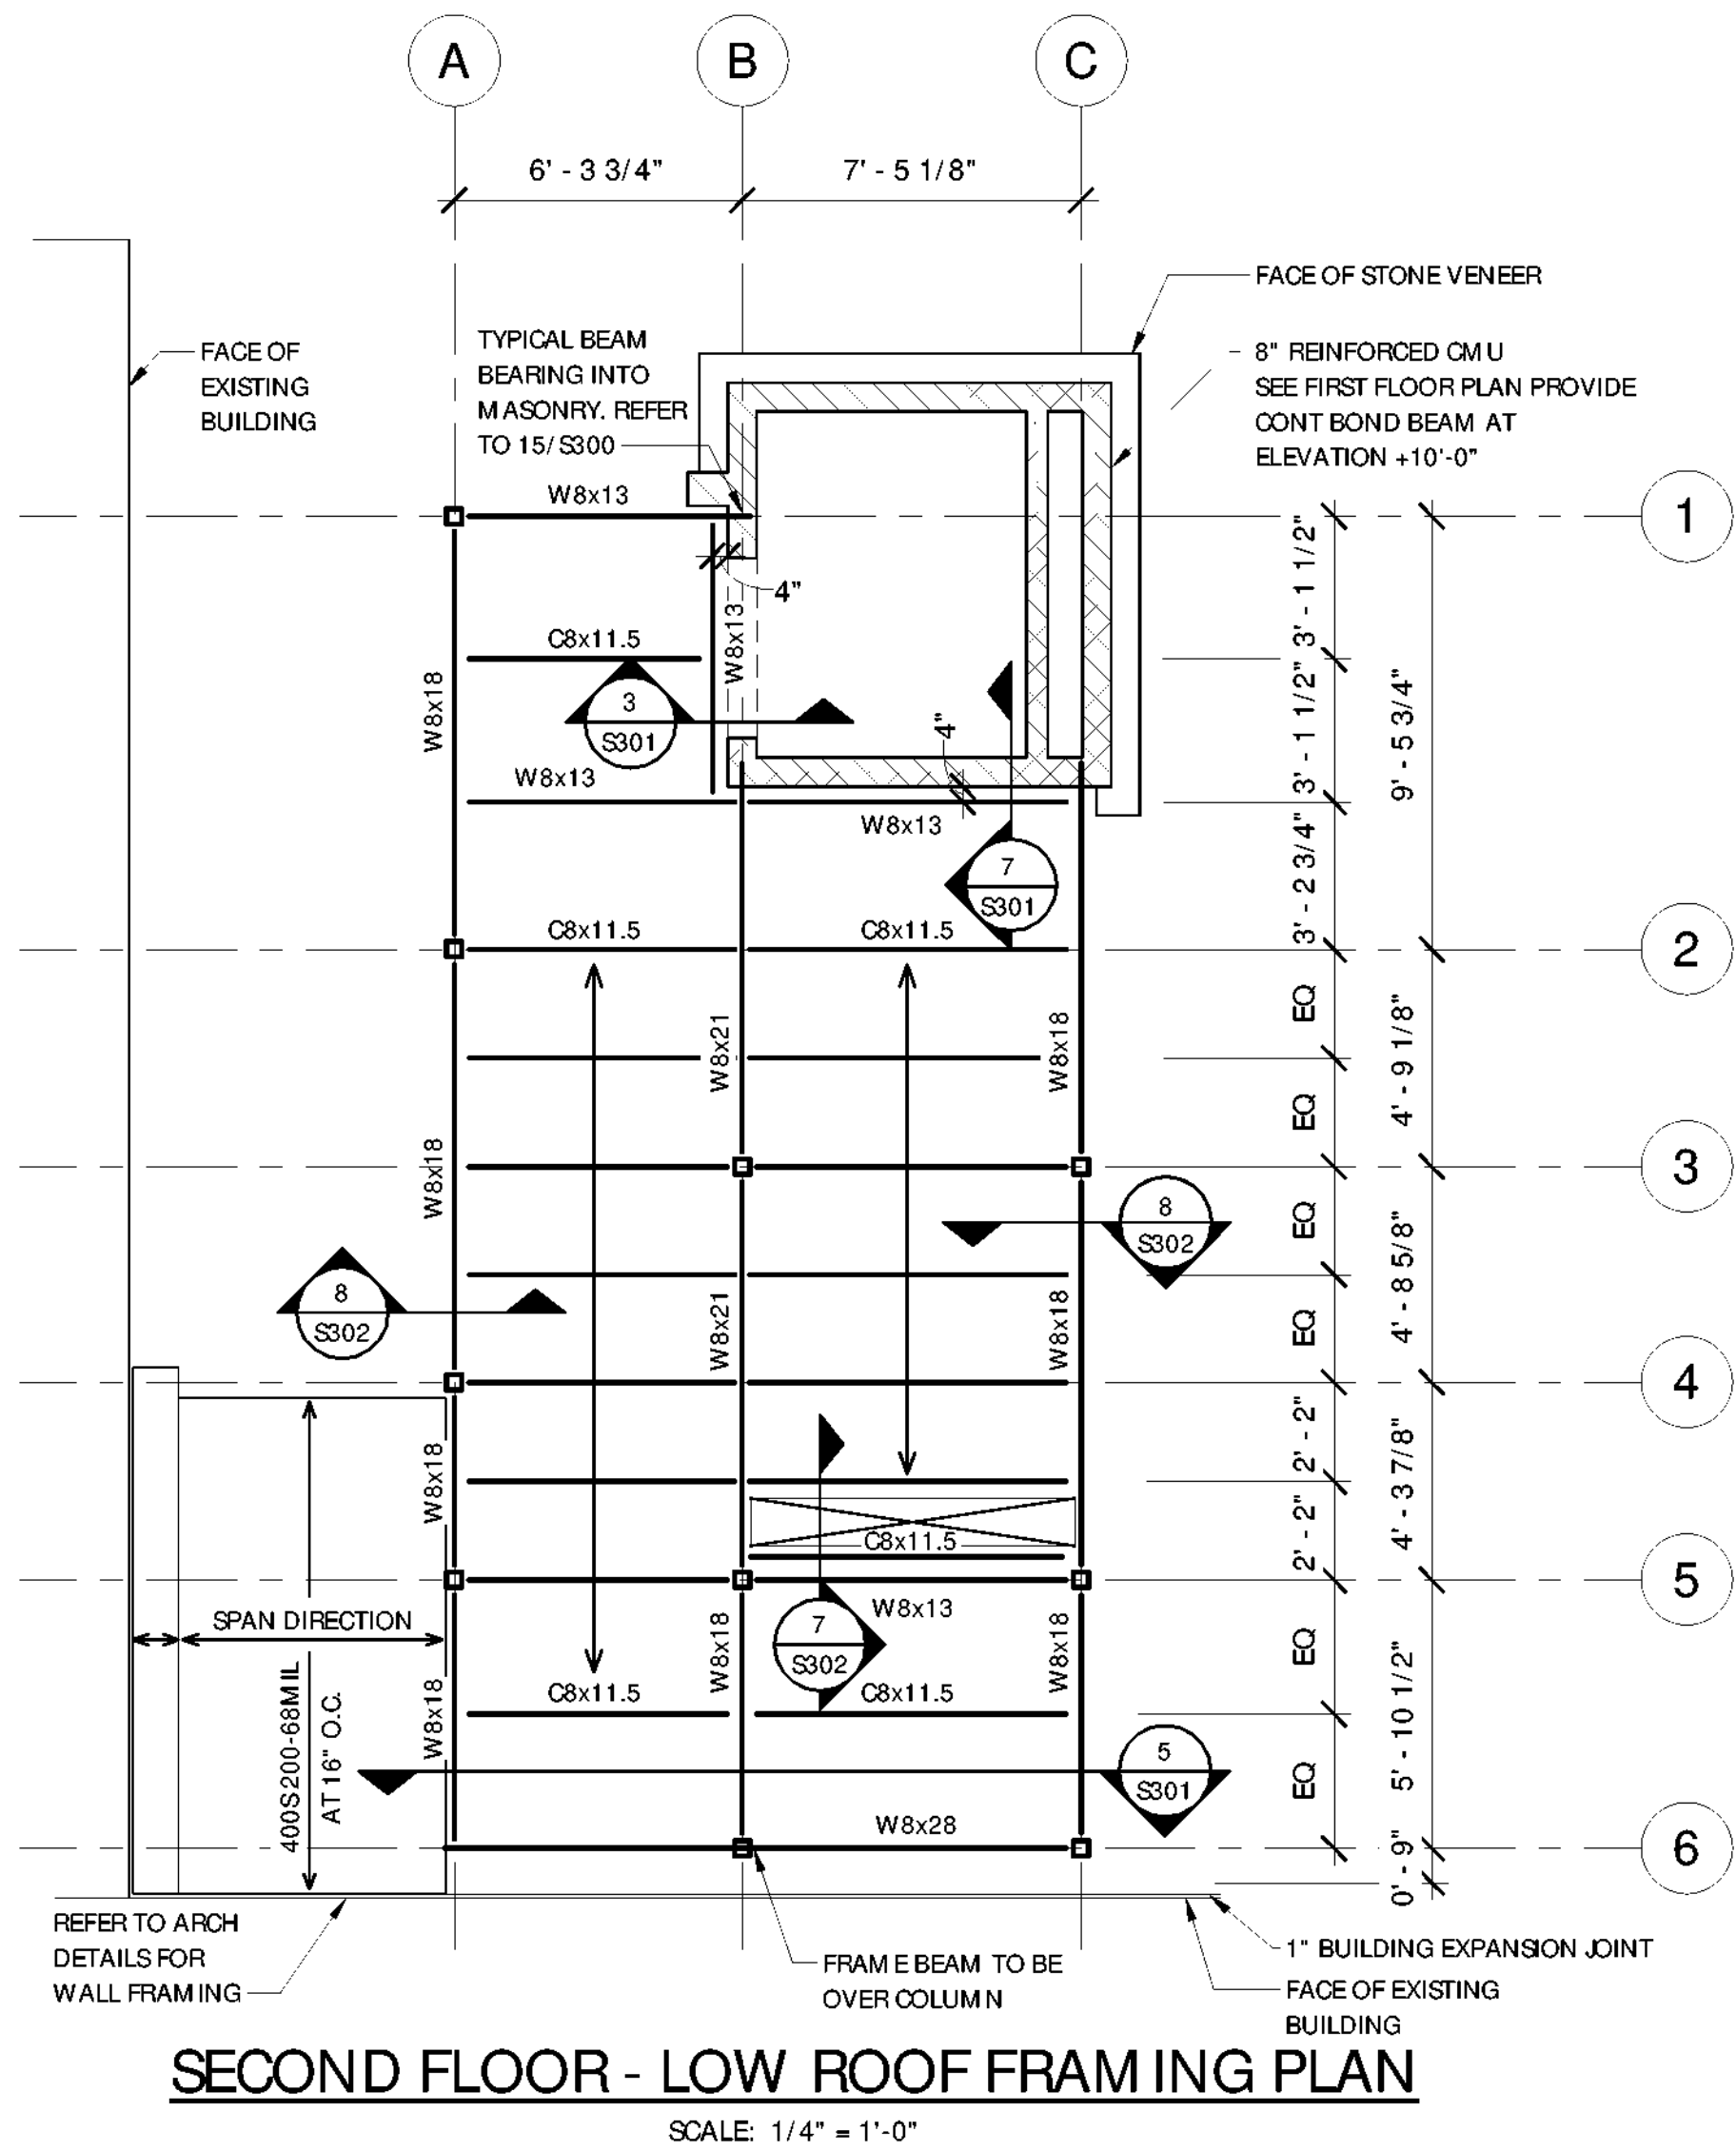 A
B
C
6' - 3 3/4"
7' - 5 1/8"
FACE OF STONE VENEER
FACE OF
EXISTING
BUILDING
TYPICAL BEAM
BEARING INTO
MASONRY. REFER
TO 15/S300
8" REINFORCED CMU
SEE FIRST FLOOR PLAN PROVIDE
CONT BOND BEAM AT
ELEVATION +10'-0"
W8x13
1
4"
3' - 1 1/2"
C8x11.5
W8x13
W8x18
3
S301
4"
3' - 1 1/2"
9' - 5 3/4"
W8x13
W8x13
7
S301
3' - 2 3/4"
C8x11.5
C8x11.5
2
W8x21
W8x18
EQ
4' - 9 1/8"
EQ
W8x18
3
8
S302
EQ
4' - 8 5/8"
8
S302
W8x21
W8x18
EQ
4
W8x18
2' - 2"
4' - 3 7/8"
C8x11.5
2' - 2"
5
SPAN DIRECTION
W8x13
7
S302
W8x18
W8x18
EQ
400S200-68MIL
AT 16" O.C.
W8x18
C8x11.5
C8x11.5
5' - 10 1/2"
5
S301
EQ
W8x28
6
0' - 9"
REFER TO ARCH
DETAILS FOR
WALL FRAMING
FRAME BEAM TO BE
OVER COLUMN
1" BUILDING EXPANSION JOINT
FACE OF EXISTING
BUILDING
SECOND FLOOR - LOW ROOF FRAMING PLAN
SCALE: 1/4" = 1'-0"